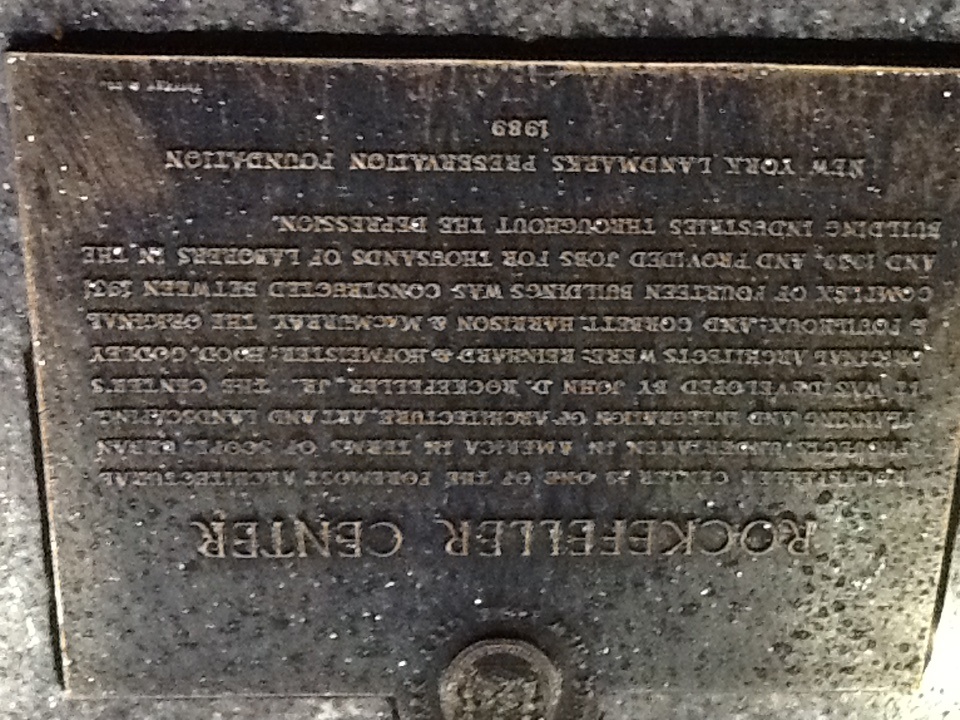 ROCKEFELLER CENTER
ROCKEFELLER CENTER IS ONE OF THE FOREMOST ARCHITECTURAL
PROJECTS UNDERTAKEN IN AMERICA IN TERMS OF SCOPE, URBAN
PLANNING AND INTEGRATION OF ARCHITECTURE, ART AND LANDSCAPING.
IT WAS DEVELOPED BY JOHN D. ROCKEFELLER, JR. THE CENTER'S
ORIGINAL ARCHITECTS WERE: REINHARD & HOFMEISTER; HOOD, GODLEY
& FOUILHOUX; AND CORBETT, HARRISON & MACMURRAY. THE ORIGINAL
COMPLEX OF FOURTEEN BUILDINGS WAS CONSTRUCTED BETWEEN 1931
AND 1939, AND PROVIDED JOBS FOR THOUSANDS OF LABORERS IN THE
BUILDING INDUSTRIES THROUGHOUT THE DEPRESSION.
NEW YORK LANDMARKS PRESERVATION FOUNDATION
1989